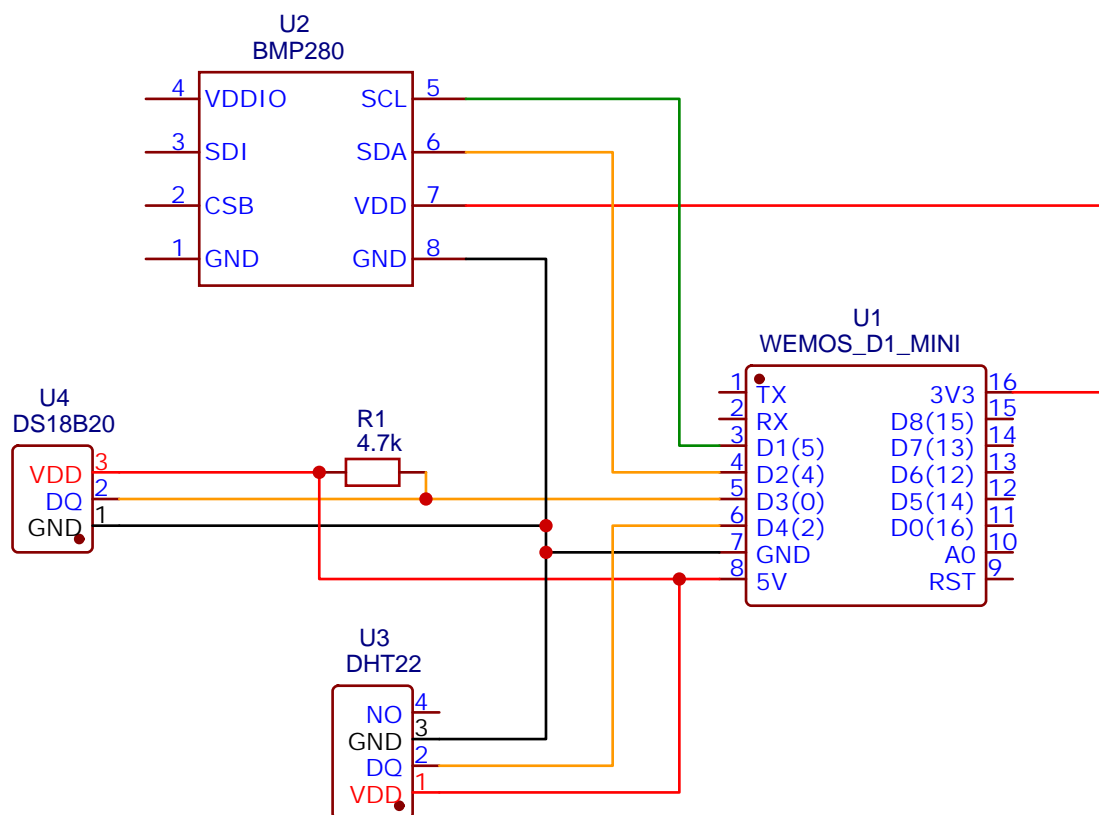 U2
BMP280
4 VDDIO SCL 5
3 SDI SDA 6
2 CSB VDD 7
1 GND GND 8
U1
WEMOS_D1_MINI
1 TX 3V3 16
2 RX D8(15) 15
3 D1(5) D7(13) 14
4 D2(4) D6(12) 13
5 D3(0) D5(14) 12
6 D4(2) D0(16) 11
7 GND A0 10
8 5V RST 9
U4
DS18B20
VDD 3
DQ 2
GND 1
R1
4.7k
U3
DHT22
NO 4
GND 3
DQ 2
VDD 1